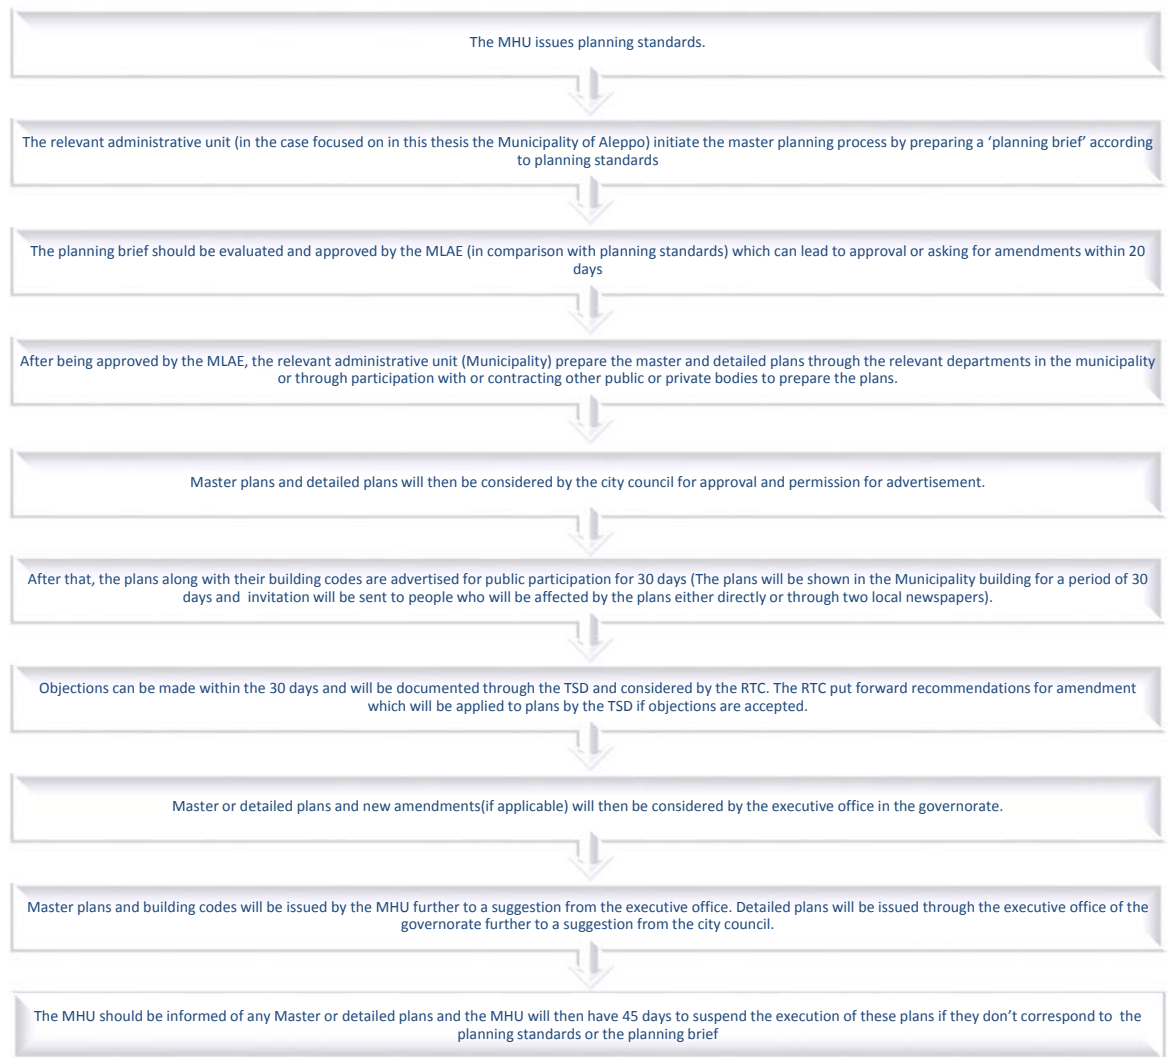 The MHU issues planning standards.
The relevant administrative unit (in the case focused on in this thesis the Municipality of Aleppo) initiate the master planning process by preparing a ‘planning brief’ according
to planning standards
The planning brief should be evaluated and approved by the MLAE (in comparison with planning standards) which can lead to approval or asking for amendments within 20
days
After being approved by the MLAE, the relevant administrative unit (Municipality) prepare the master and detailed plans through the relevant departments in the municipality
or through participation with or contracting other public or private bodies to prepare the plans.
Master plans and detailed plans will then be considered by the city council for approval and permission for advertisement.
After that, the plans along with their building codes are advertised for public participation for 30 days (The plans will be shown in the Municipality building for a period of 30
days and invitation will be sent to people who will be affected by the plans either directly or through two local newspapers).
Objections can be made within the 30 days and will be documented through the TSD and considered by the RTC. The RTC put forward recommendations for amendment
which will be applied to plans by the TSD if objections are accepted.
Master or detailed plans and new amendments(if applicable) will then be considered by the executive office in the governorate.
Master plans and building codes will be issued by the MHU further to a suggestion from the executive office. Detailed plans will be issued through the executive office of the
governorate further to a suggestion from the city council.
The MHU should be informed of any Master or detailed plans and the MHU will then have 45 days to suspend the execution of these plans if they don’t correspond to the
planning standards or the planning brief